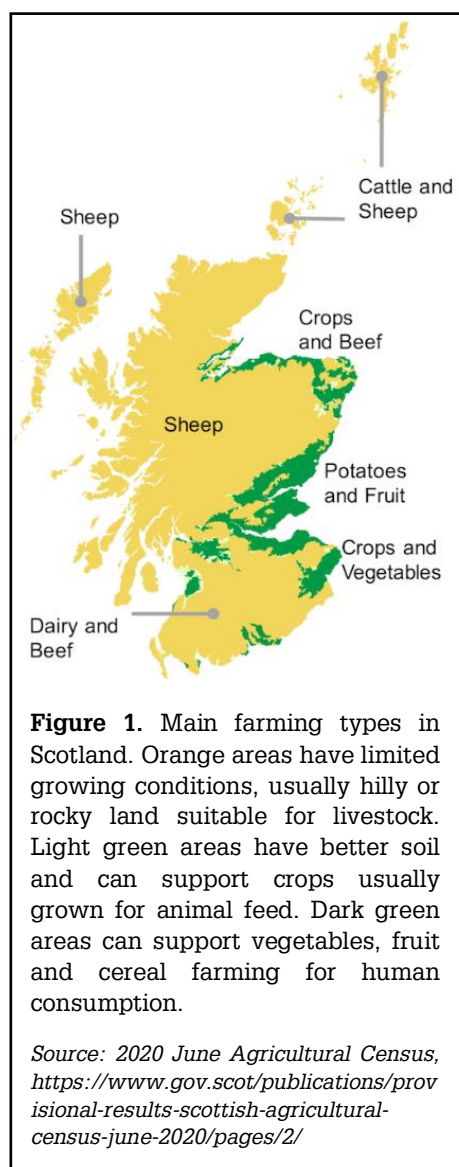 Cattle and
Sheep
Sheep
Crops
and Beef
Sheep
Potatoes
and Fruit
Crops and
Vegetables
Dairy and
Beef
Figure 1. Main farming types in
Scotland. Orange areas have limited
growing conditions, usually hilly or
rocky land suitable for livestock.
Light green areas have better soil
and can support crops usually
grown for animal feed. Dark green
areas can support vegetables, fruit
and cereal farming for human
consumption.
Source: 2020 June Agricultural Census,
https://www.gov.scot/publications/prov
isional-results-scottish-agricultural-
census-june-2020/pages/2/